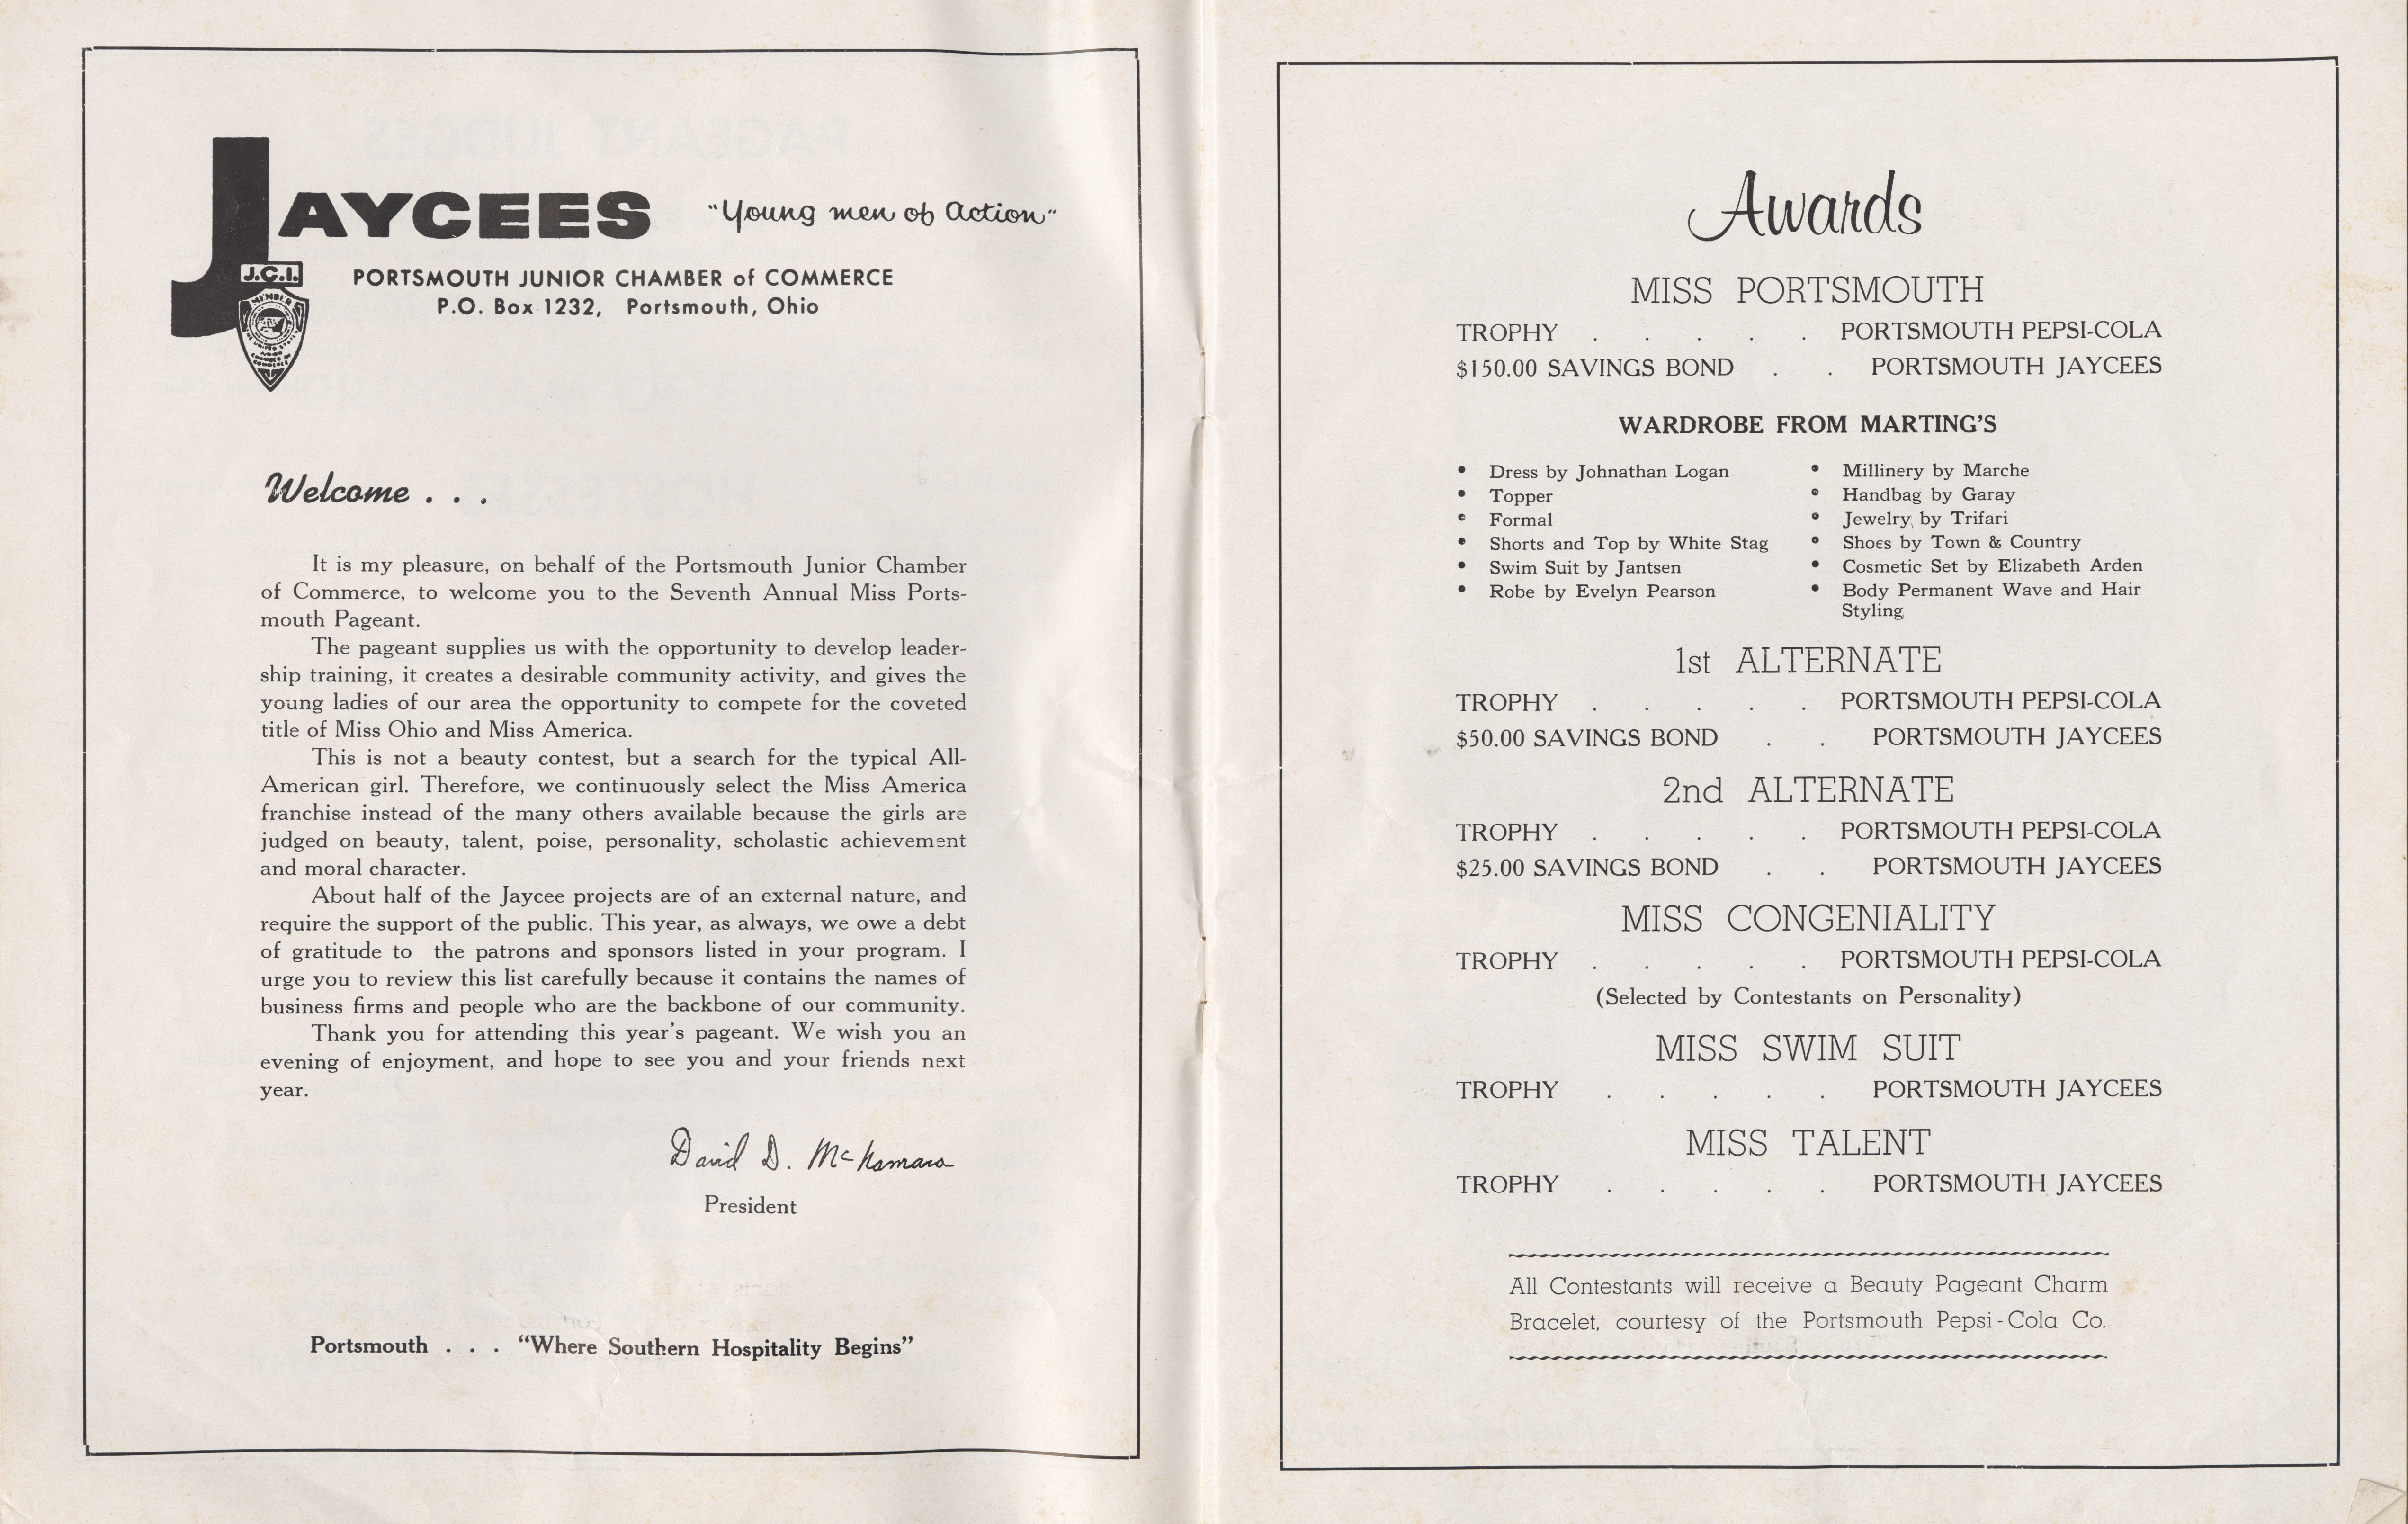 JAYCEES "Young men of Action"
J.C.I.
MEMBER
PORTSMOUTH JUNIOR CHAMBER of COMMERCE
P.O. Box 1232, Portsmouth, Ohio
Welcome . . .
It is my pleasure, on behalf of the Portsmouth Junior Chamber
of Commerce, to welcome you to the Seventh Annual Miss Ports-
mouth Pageant.
The pageant supplies us with the opportunity to develop leader-
ship training, it creates a desirable community activity, and gives the
young ladies of our area the opportunity to compete for the coveted
title of Miss Ohio and Miss America.
This is not a beauty contest, but a search for the typical All-
American girl. Therefore, we continuously select the Miss America
franchise instead of the many others available because the girls are
judged on beauty, talent, poise, personality, scholastic achievement
and moral character.
About half of the Jaycee projects are of an external nature, and
require the support of the public. This year, as always, we owe a debt
of gratitude to the patrons and sponsors listed in your program. I
urge you to review this list carefully because it contains the names of
business firms and people who are the backbone of our community.
Thank you for attending this year's pageant. We wish you an
evening of enjoyment, and hope to see you and your friends next
year.
David D. McNamara
President
Portsmouth . . . "Where Southern Hospitality Begins"
Awards
MISS PORTSMOUTH
TROPHY . . . . . PORTSMOUTH PEPSI-COLA
$150.00 SAVINGS BOND . . PORTSMOUTH JAYCEES
WARDROBE FROM MARTING'S
• Dress by Johnathan Logan
• Topper
• Formal
• Shorts and Top by White Stag
• Swim Suit by Jantsen
• Robe by Evelyn Pearson
• Millinery by Marche
• Handbag by Garay
• Jewelry by Trifari
• Shoes by Town & Country
• Cosmetic Set by Elizabeth Arden
• Body Permanent Wave and Hair
Styling
1st ALTERNATE
TROPHY . . . . . PORTSMOUTH PEPSI-COLA
$50.00 SAVINGS BOND . . PORTSMOUTH JAYCEES
2nd ALTERNATE
TROPHY . . . . . PORTSMOUTH PEPSI-COLA
$25.00 SAVINGS BOND . . PORTSMOUTH JAYCEES
MISS CONGENIALITY
TROPHY . . . . . PORTSMOUTH PEPSI-COLA
(Selected by Contestants on Personality)
MISS SWIM SUIT
TROPHY . . . . . PORTSMOUTH JAYCEES
MISS TALENT
TROPHY . . . . . PORTSMOUTH JAYCEES
All Contestants will receive a Beauty Pageant Charm
Bracelet, courtesy of the Portsmouth Pepsi-Cola Co.